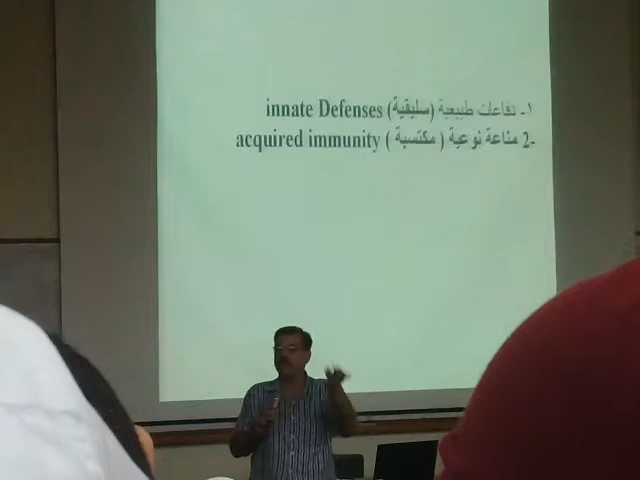 ١- دفاعات طبيعية (سليقية) innate Defenses
2- مناعة نوعية ( مكتسبة ) acquired immunity